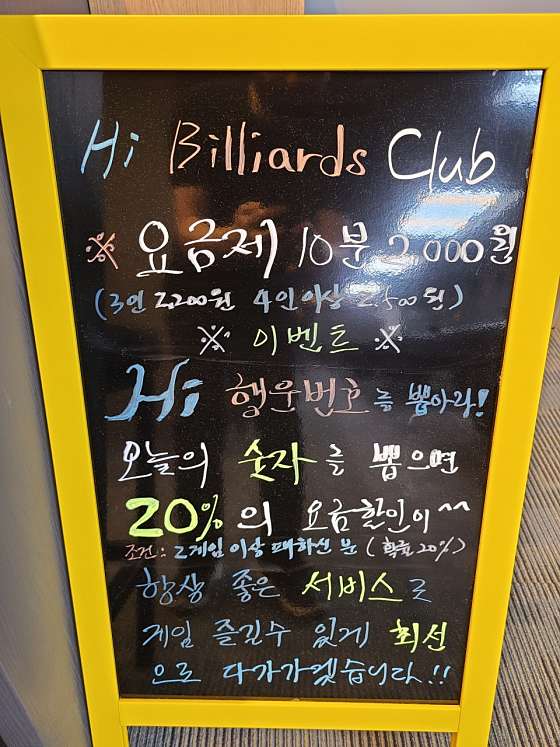 Hi Billiards Club
※ 요금제 10분 2,000원
(3인 2,200원 4인이상 2,500원)
※ 이벤트 ※
Hi 행운번호를 뽑아라!
오늘의 숫자를 뽑으면
20%의 요금할인이^^
조건: 2게임 이상 패하신 분 (확률 20%)
항상 좋은 서비스로
게임 즐길수 있게 최선
으로 다가가겠습니다!!